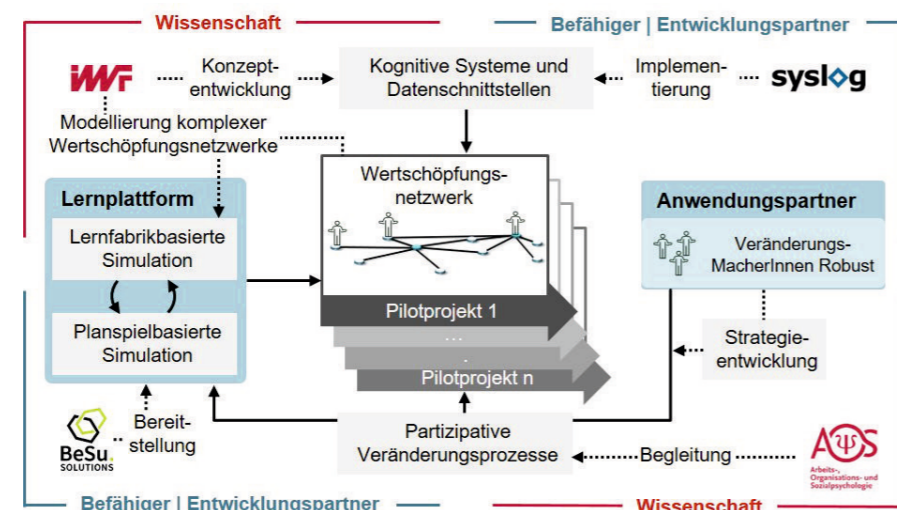 Wissenschaft
Befähiger | Entwicklungspartner
iWF
Konzept-
entwicklung
Kognitive Systeme und
Datenschnittstellen
Implemen-
tierung
syslog
Modellierung komplexer
Wertschöpfungsnetzwerke
Wertschöpfungs-
netzwerk
Lernplattform
Lernfabrikbasierte
Simulation
Planspielbasierte
Simulation
Anwendungspartner
Veränderungs-
MacherInnen Robust
Pilotprojekt 1
...
.
Pilotprojekt n
Strategie-
entwicklung
BeSu.
SOLUTIONS
Bereit-
stellung
Partizipative
Veränderungsprozesse
Begleitung
AΨOS
Arbeits-,
Organisations- und
Sozialpsychologie
Befähiger | Entwicklungspartner
Wissenschaft